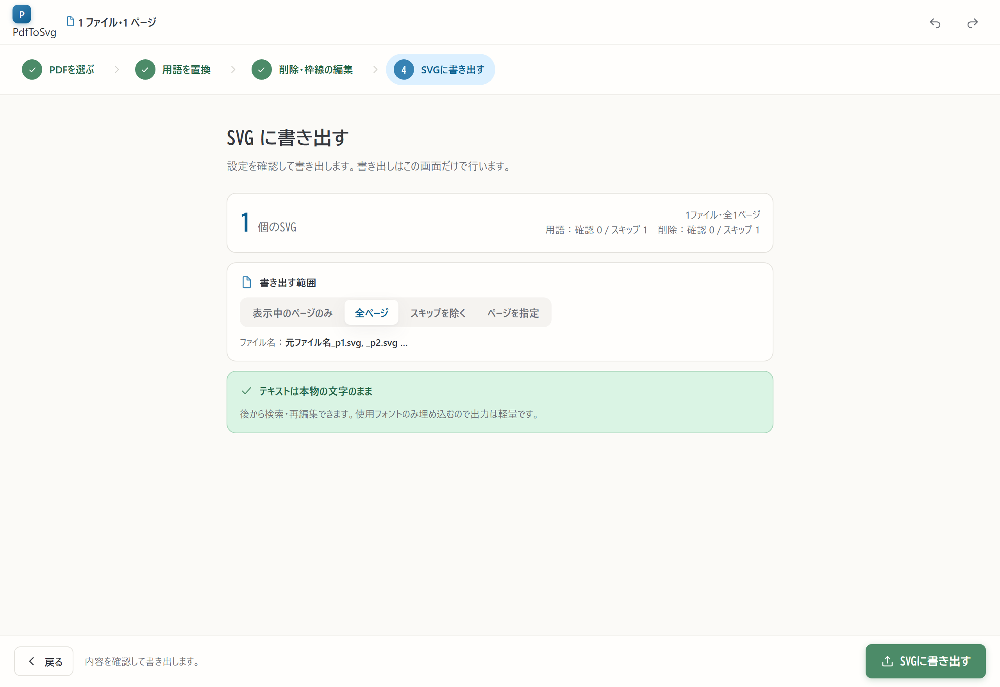 P
PdfToSvg
1 ファイル・1 ページ
PDFを選ぶ
用語を置換
削除・枠線の編集
4 SVGに書き出す
SVG に書き出す
設定を確認して書き出します。書き出しはこの画面だけで行います。
1 個のSVG
1ファイル・全1ページ
用語：確認 0 / スキップ 1　削除：確認 0 / スキップ 1
書き出す範囲
表示中のページのみ 全ページ スキップを除く ページを指定
ファイル名：元ファイル名_p1.svg, _p2.svg ...
テキストは本物の文字のまま
後から検索・再編集できます。使用フォントのみ埋め込むので出力は軽量です。
戻る
内容を確認して書き出します。
SVGに書き出す